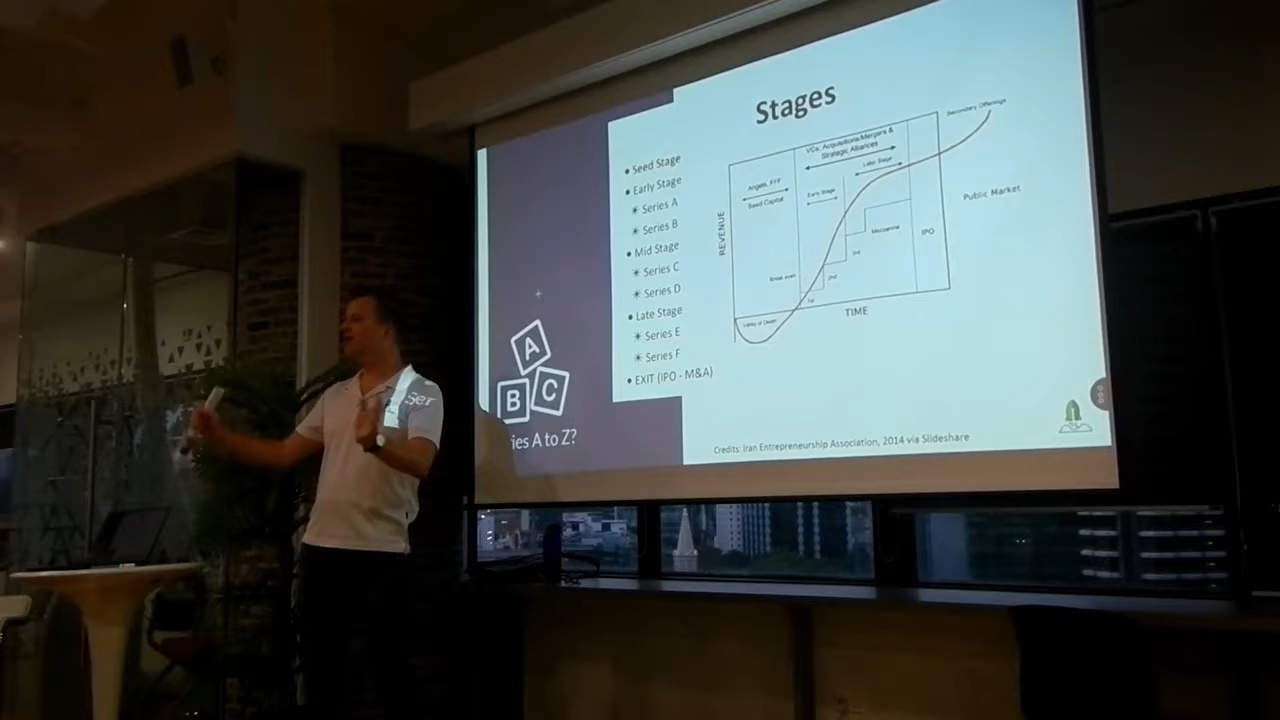 Stages
• Seed Stage
• Early Stage
✴ Series A
✴ Series B
• Mid Stage
✴ Series C
✴ Series D
• Late Stage
✴ Series E
✴ Series F
• EXIT (IPO - M&A)
A
B C
ies A to Z?
Secondary Offerings
VCs, Acquisitions/Mergers &
Strategic Alliances
Later Stage
Angels, FFF
Seed Capital
Early Stage
Public Market
REVENUE
Mezzanine
IPO
3rd
2nd
Break even
1st
Valley of Death
TIME
Credits: Iran Entrepreneurship Association, 2014 via Slideshare
Ser